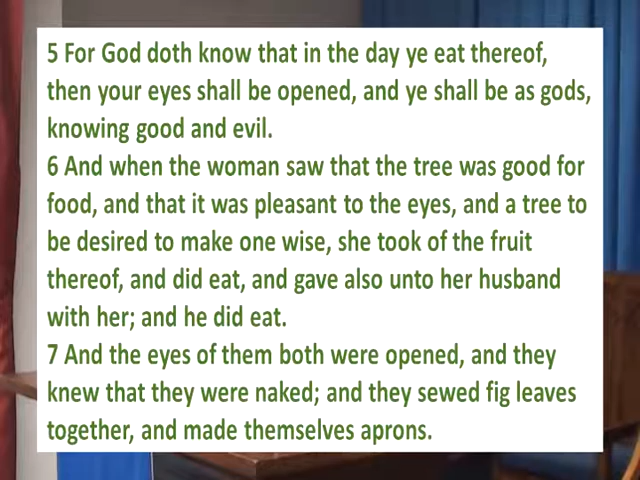 5 For God doth know that in the day ye eat thereof,
then your eyes shall be opened, and ye shall be as gods,
knowing good and evil.
6 And when the woman saw that the tree was good for
food, and that it was pleasant to the eyes, and a tree to
be desired to make one wise, she took of the fruit
thereof, and did eat, and gave also unto her husband
with her; and he did eat.
7 And the eyes of them both were opened, and they
knew that they were naked; and they sewed fig leaves
together, and made themselves aprons.